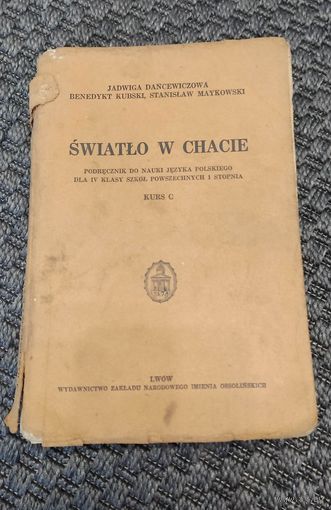 JADWIGA DAŃCEWICZOWA
BENEDYKT KUBSKI, STANISŁAW MAYKOWSKI
ŚWIATŁO W CHACIE
PODRĘCZNIK DO NAUKI JĘZYKA POLSKIEGO
DLA IV KLASY SZKÓŁ POWSZECHNYCH I STOPNIA
KURS C
LWÓW
WYDAWNICTWO ZAKŁADU NARODOWEGO IMIENIA OSSOLIŃSKICH